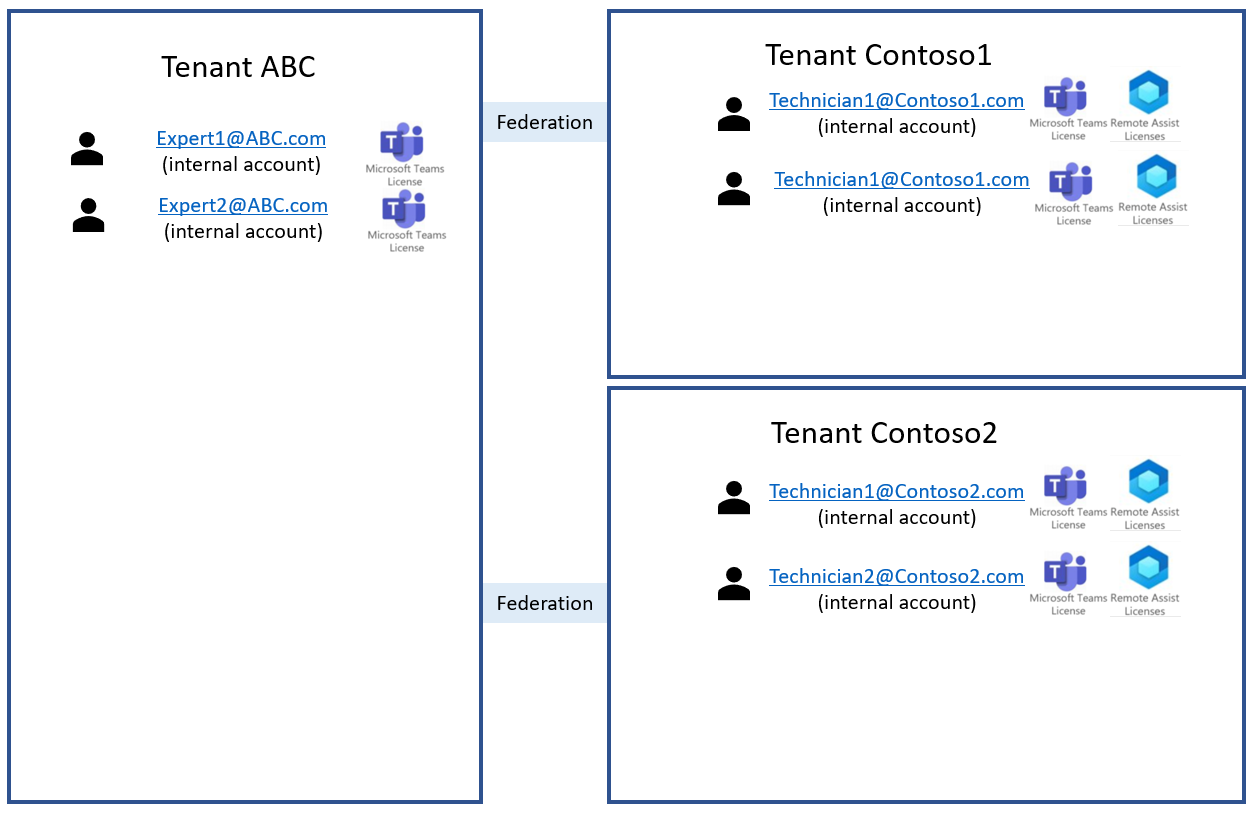 Tenant ABC
Expert1@ABC.com
(internal account)
Microsoft Teams
License
Expert2@ABC.com
(internal account)
Microsoft Teams
License
Federation
Federation
Tenant Contoso1
Technician1@Contoso1.com
(internal account)
Microsoft Teams
License
Remote Assist
Licenses
Technician1@Contoso1.com
(internal account)
Microsoft Teams
License
Remote Assist
Licenses
Tenant Contoso2
Technician1@Contoso2.com
(internal account)
Microsoft Teams
License
Remote Assist
Licenses
Technician2@Contoso2.com
(internal account)
Microsoft Teams
License
Remote Assist
Licenses